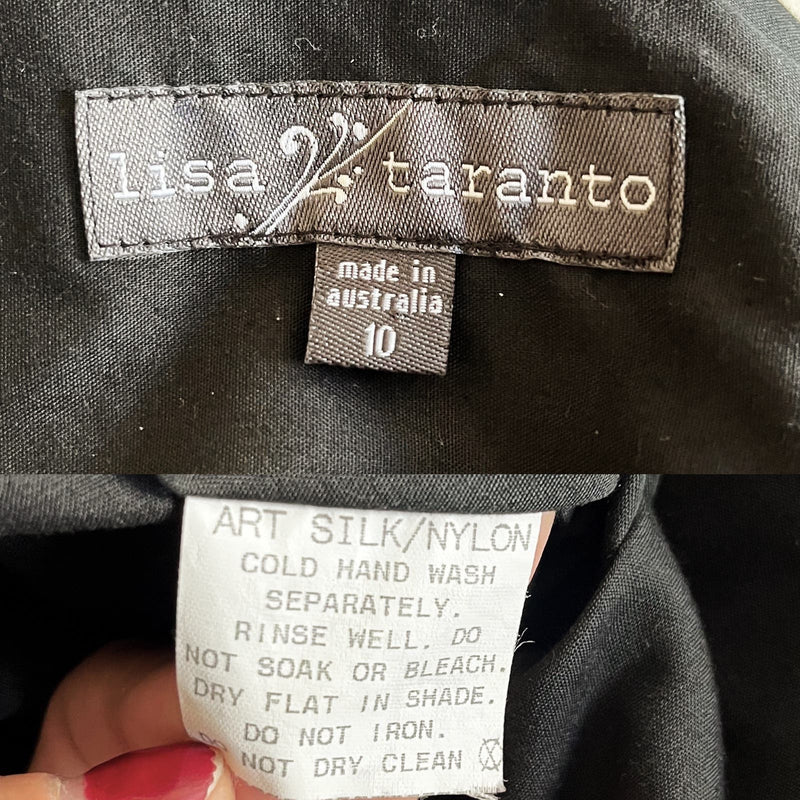 lisa taranto
made in
australia
10
ART SILK/NYLON
COLD HAND WASH
SEPARATELY.
RINSE WELL. DO
NOT SOAK OR BLEACH.
DRY FLAT IN SHADE.
DO NOT IRON.
NOT DRY CLEAN